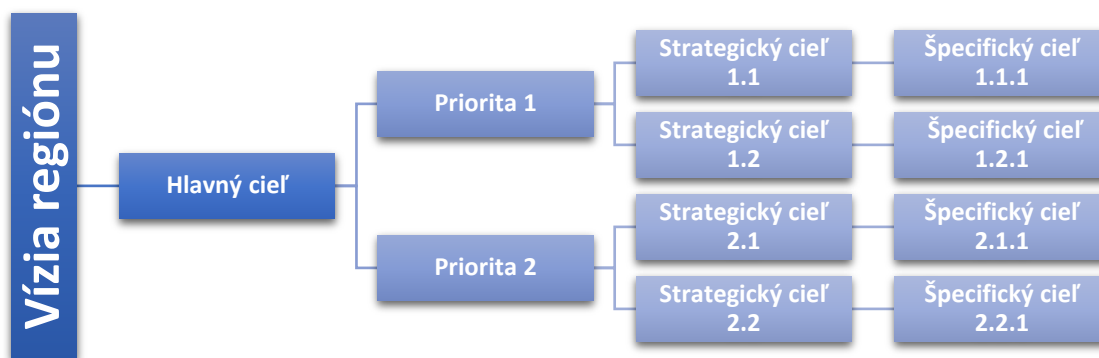 Vízia regiónu
Hlavný cieľ
Priorita 1
Strategický cieľ
1.1
Špecifický cieľ
1.1.1
Strategický cieľ
1.2
Špecifický cieľ
1.2.1
Priorita 2
Strategický cieľ
2.1
Špecifický cieľ
2.1.1
Strategický cieľ
2.2
Špecifický cieľ
2.2.1